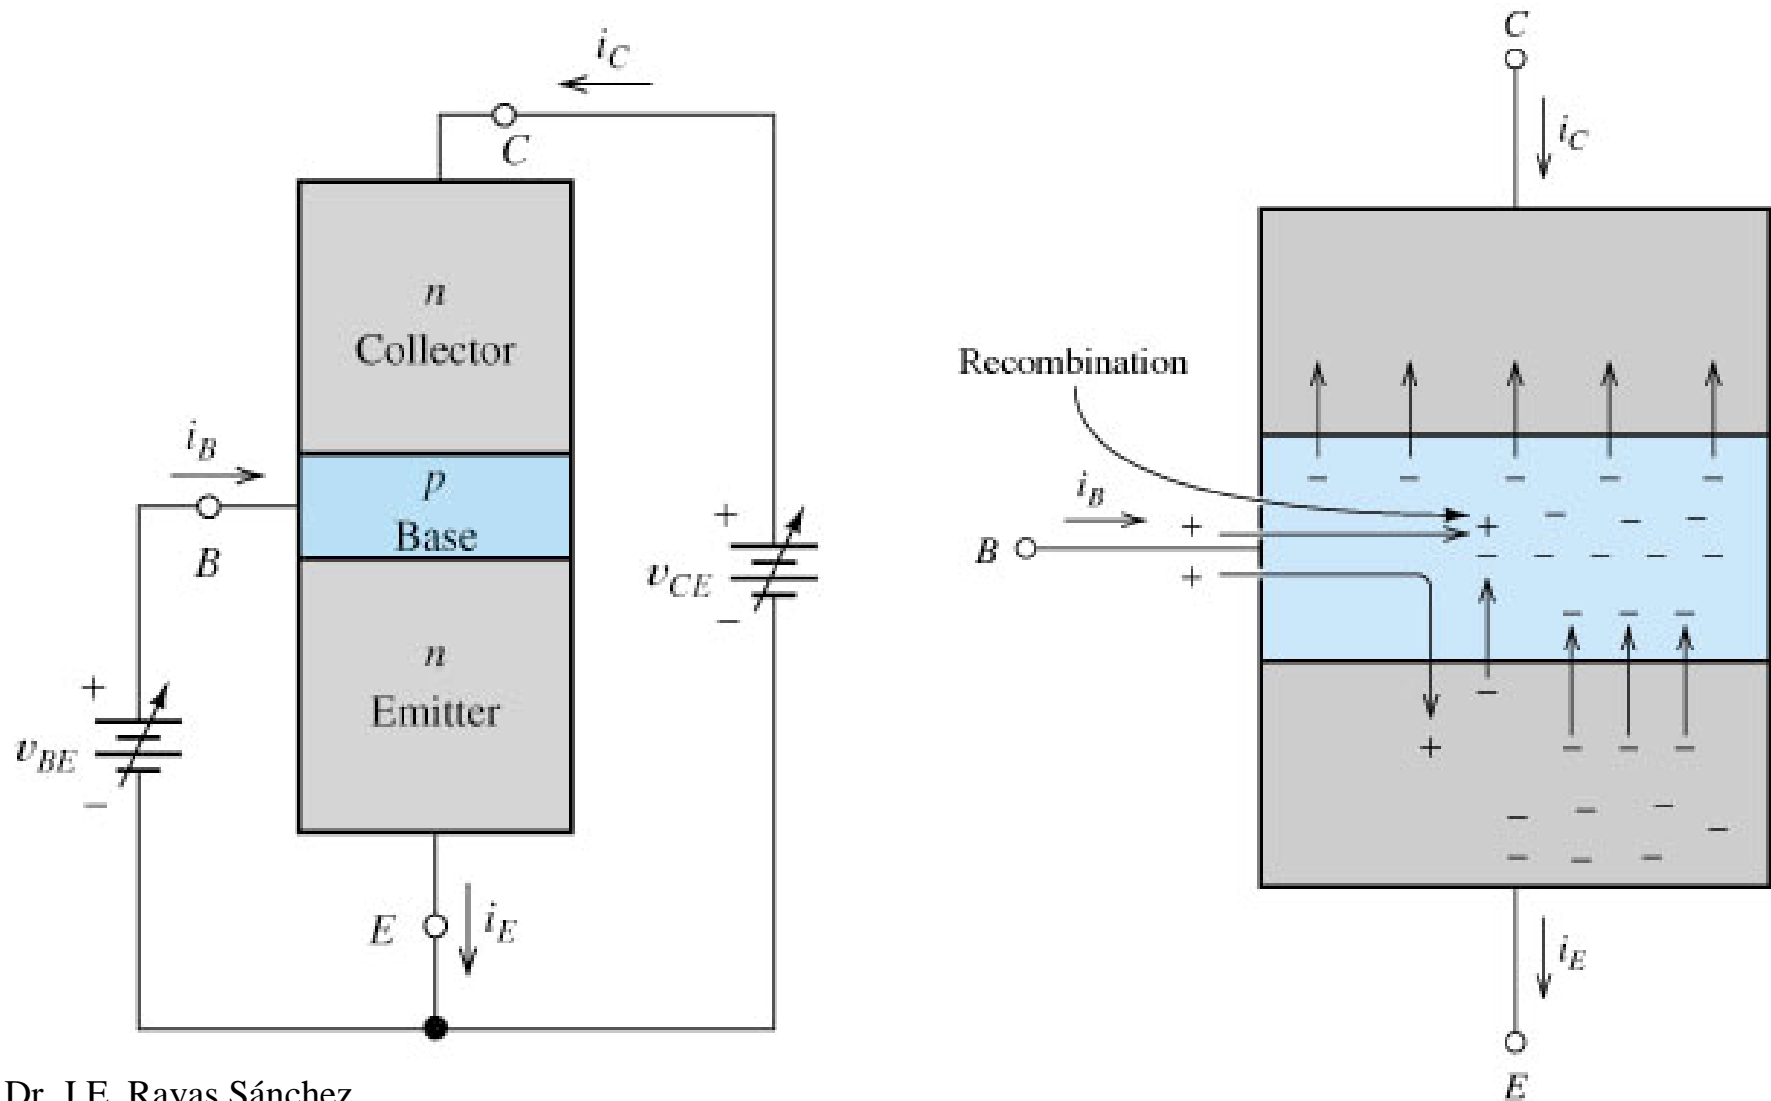 i_C
C
n
Collector
i_B
p
Base
B
+
v_CE
−
n
Emitter
+
v_BE
−
E
i_E
C
i_C
Recombination
i_B
+
+
B
+
+
i_E
E
Dr. J.E. Rayas Sánchez